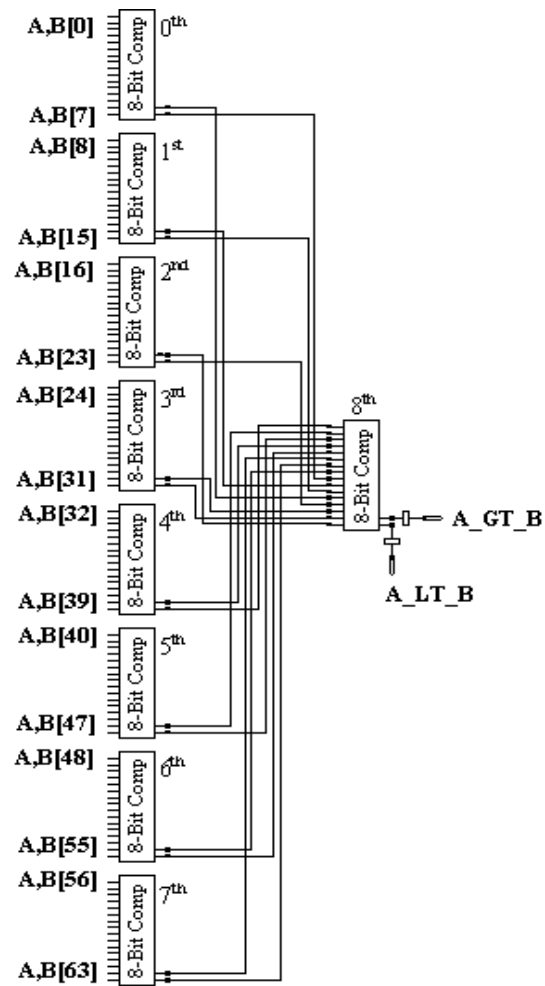 A,B[0]
8-Bit Comp
0th
A,B[7]
A,B[8]
8-Bit Comp
1st
A,B[15]
A,B[16]
8-Bit Comp
2nd
A,B[23]
A,B[24]
8-Bit Comp
3rd
A,B[31]
8th
8-Bit Comp
A_GT_B
A_LT_B
A,B[32]
8-Bit Comp
4th
A,B[39]
A,B[40]
8-Bit Comp
5th
A,B[47]
A,B[48]
8-Bit Comp
6th
A,B[55]
A,B[56]
8-Bit Comp
7th
A,B[63]